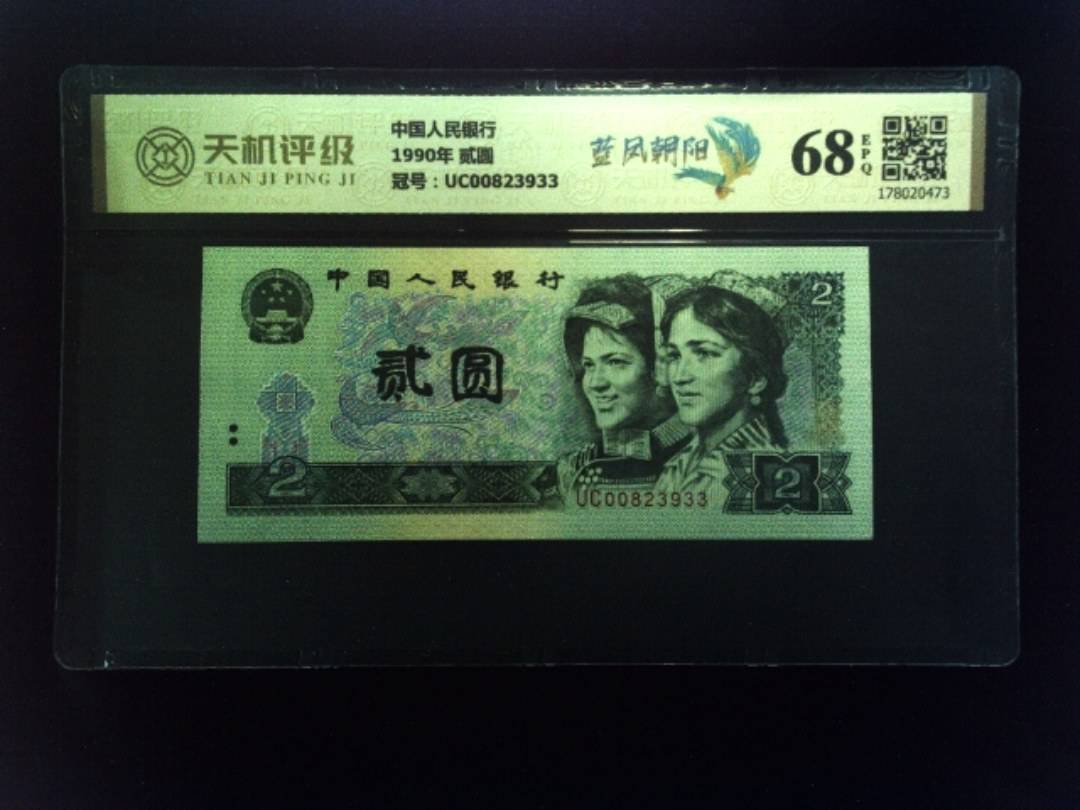 天机评级
TIAN JI PING JI
中国人民银行
1990年 贰圆
冠号：UC00823933
蓝凤朝阳
68
EPQ
178020473
中国人民银行
2
贰圆
2
UC00823933
2